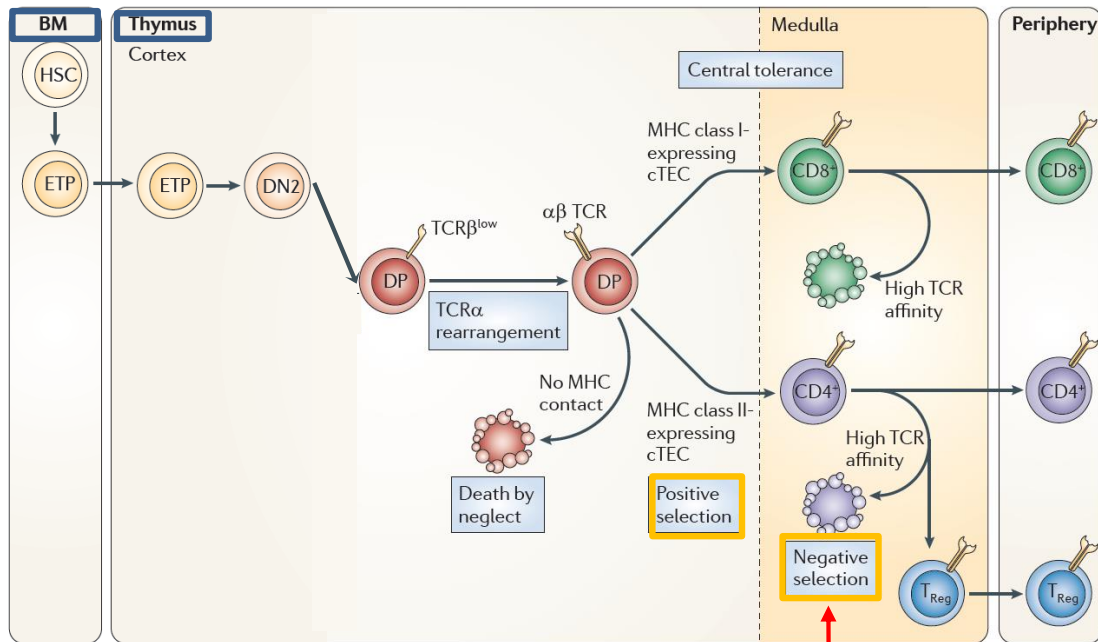 BM
Thymus
Medulla
Periphery
Cortex
HSC
Central tolerance
MHC class I-
expressing
cTEC
CD8⁺
CD8⁺
ETP
ETP
DN2
TCRβˡᵒʷ
αβ TCR
DP
DP
TCRα
rearrangement
High TCR
affinity
No MHC
contact
MHC class II-
expressing
cTEC
CD4⁺
CD4⁺
High TCR
affinity
Death by
neglect
Positive
selection
Negative
selection
T Reg
T Reg